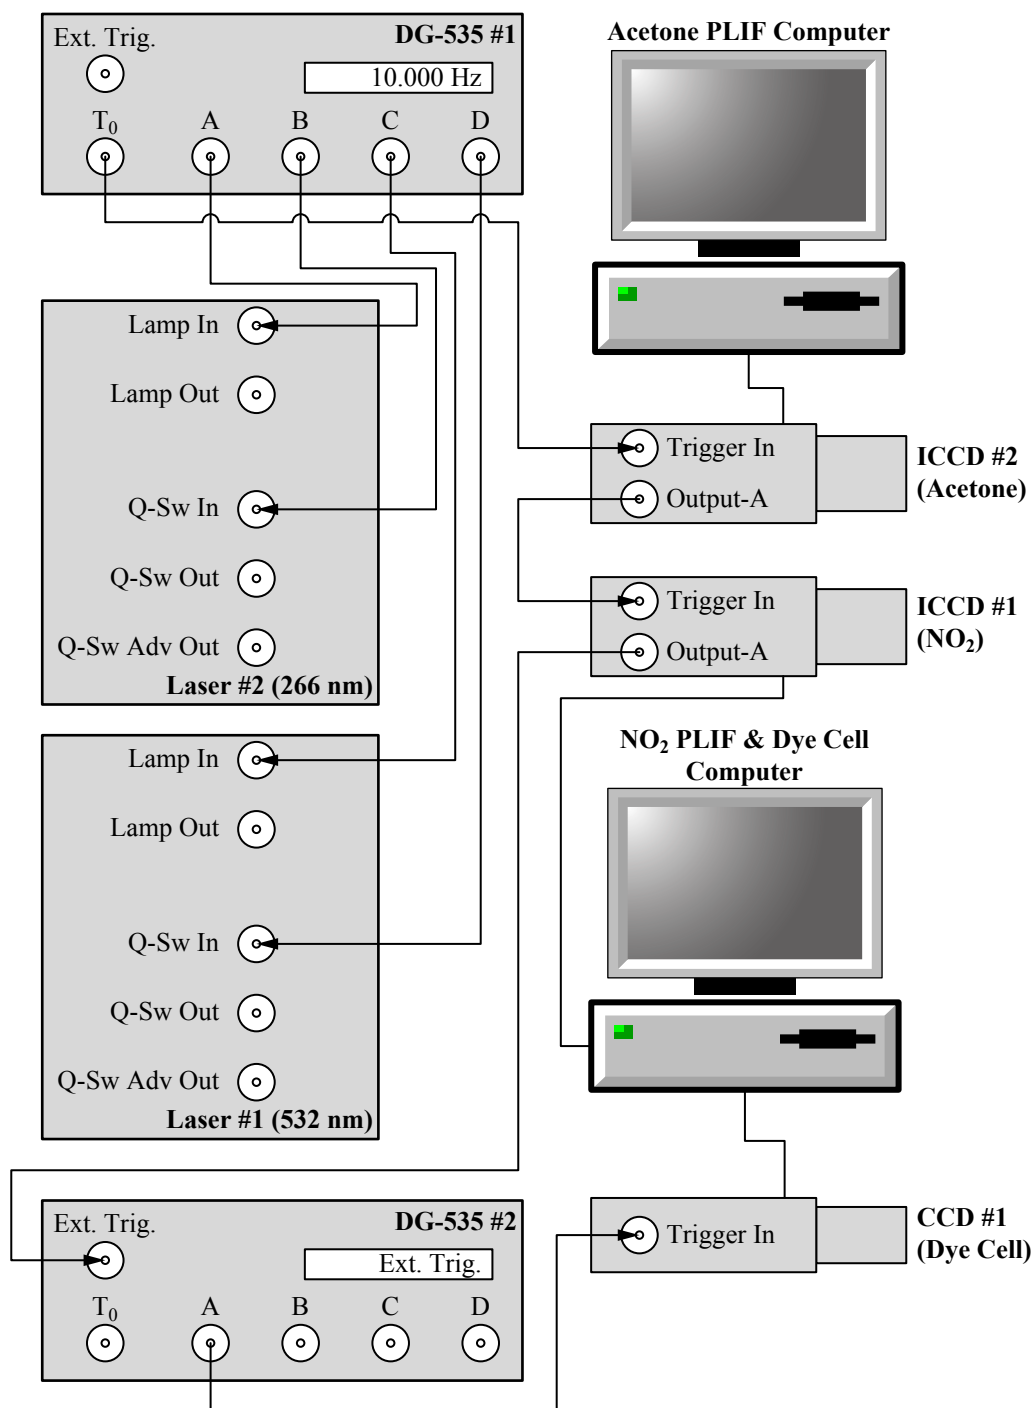 Ext. Trig.
DG-535 #1
10.000 Hz
T0 A B C D
Acetone PLIF Computer
Lamp In
Lamp Out
Q-Sw In
Q-Sw Out
Q-Sw Adv Out
Laser #2 (266 nm)
Trigger In
Output-A
ICCD #2
(Acetone)
Trigger In
Output-A
ICCD #1
(NO2)
Lamp In
Lamp Out
Q-Sw In
Q-Sw Out
Q-Sw Adv Out
Laser #1 (532 nm)
NO2 PLIF & Dye Cell
Computer
Ext. Trig.
DG-535 #2
Ext. Trig.
T0 A B C D
Trigger In
CCD #1
(Dye Cell)